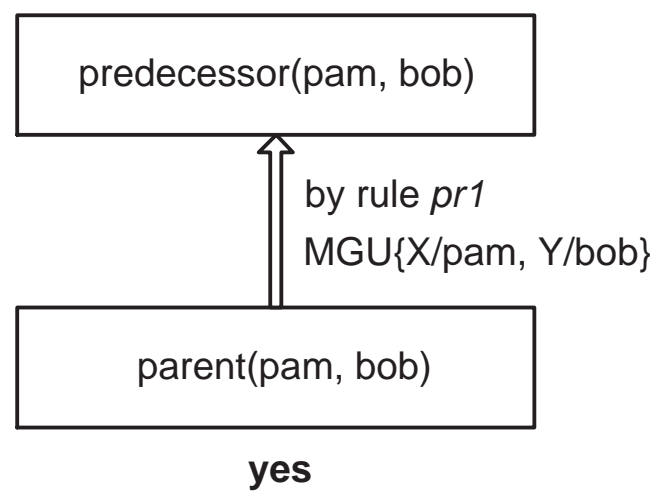 predecessor(pam, bob)
by rule pr1
MGU{X/pam, Y/bob}
parent(pam, bob)
yes